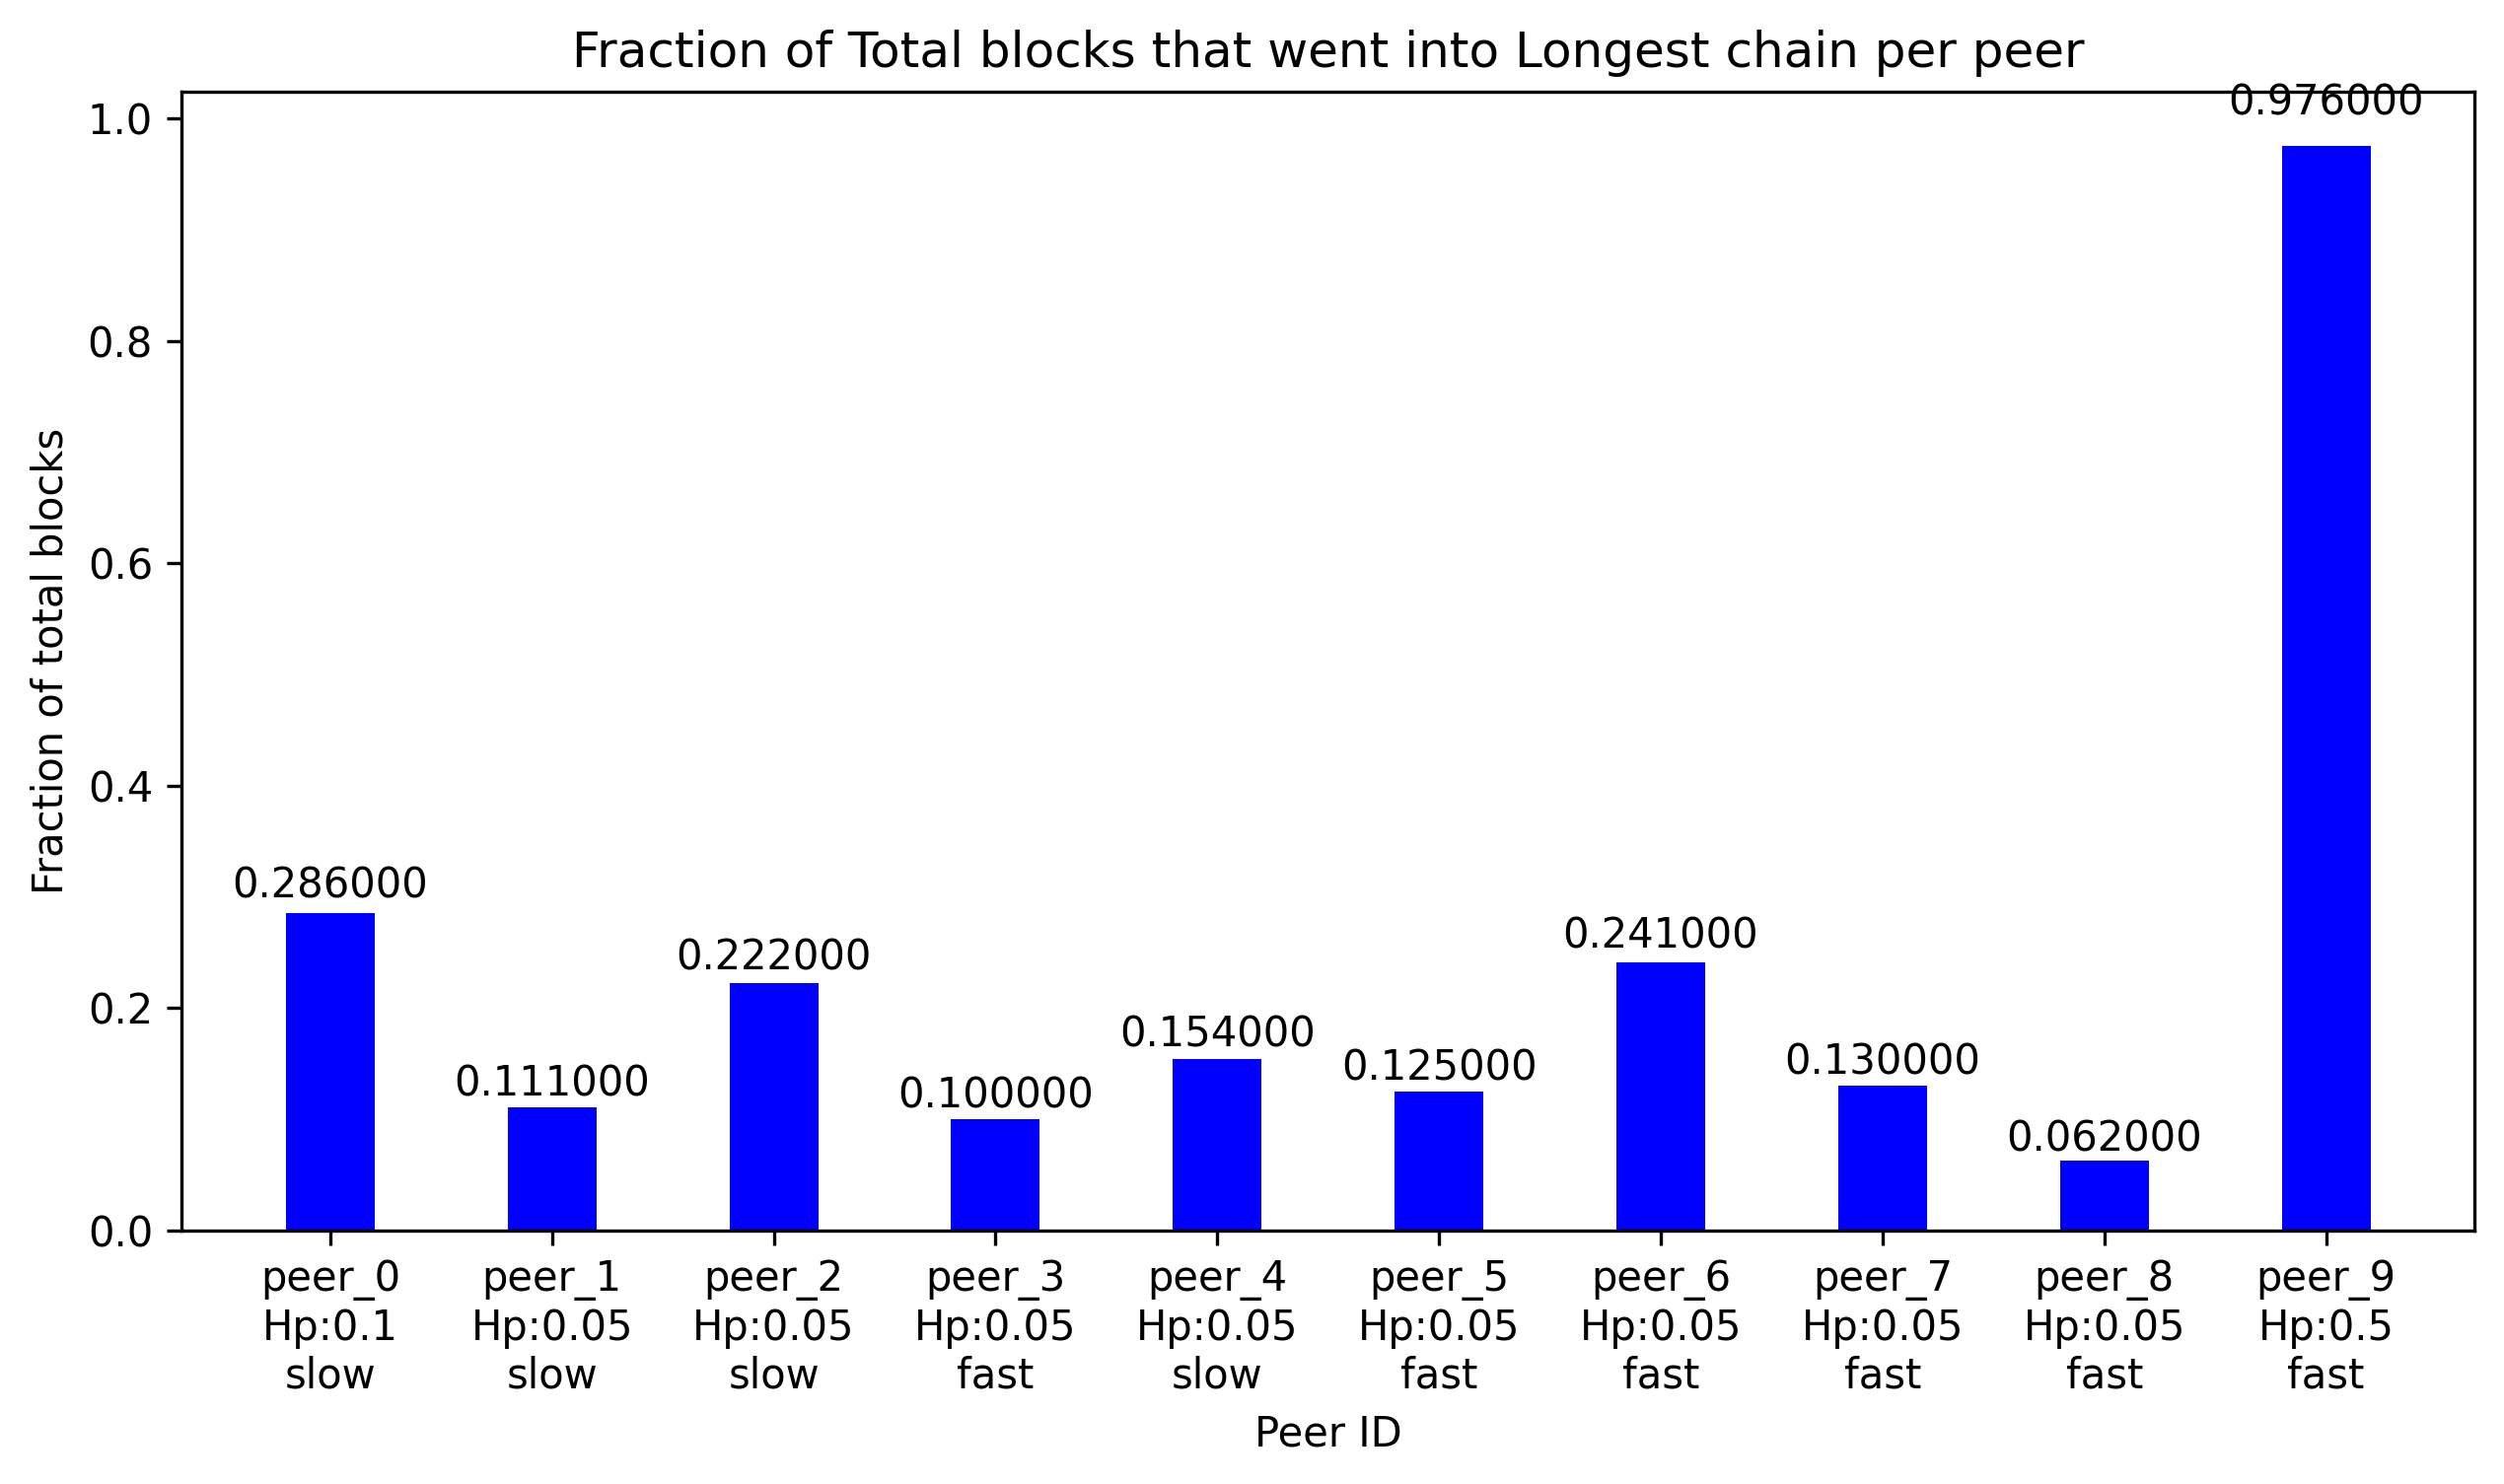 Fraction of Total blocks that went into Longest chain per peer
Fraction of total blocks
1.0
0.8
0.6
0.4
0.2
0.0
0.286000
0.111000
0.222000
0.100000
0.154000
0.125000
0.241000
0.130000
0.062000
0.976000
peer_0 peer_1 peer_2 peer_3 peer_4 peer_5 peer_6 peer_7 peer_8 peer_9
Hp:0.1 Hp:0.05 Hp:0.05 Hp:0.05 Hp:0.05 Hp:0.05 Hp:0.05 Hp:0.05 Hp:0.05 Hp:0.5
slow slow slow fast slow fast fast fast fast fast
Peer ID